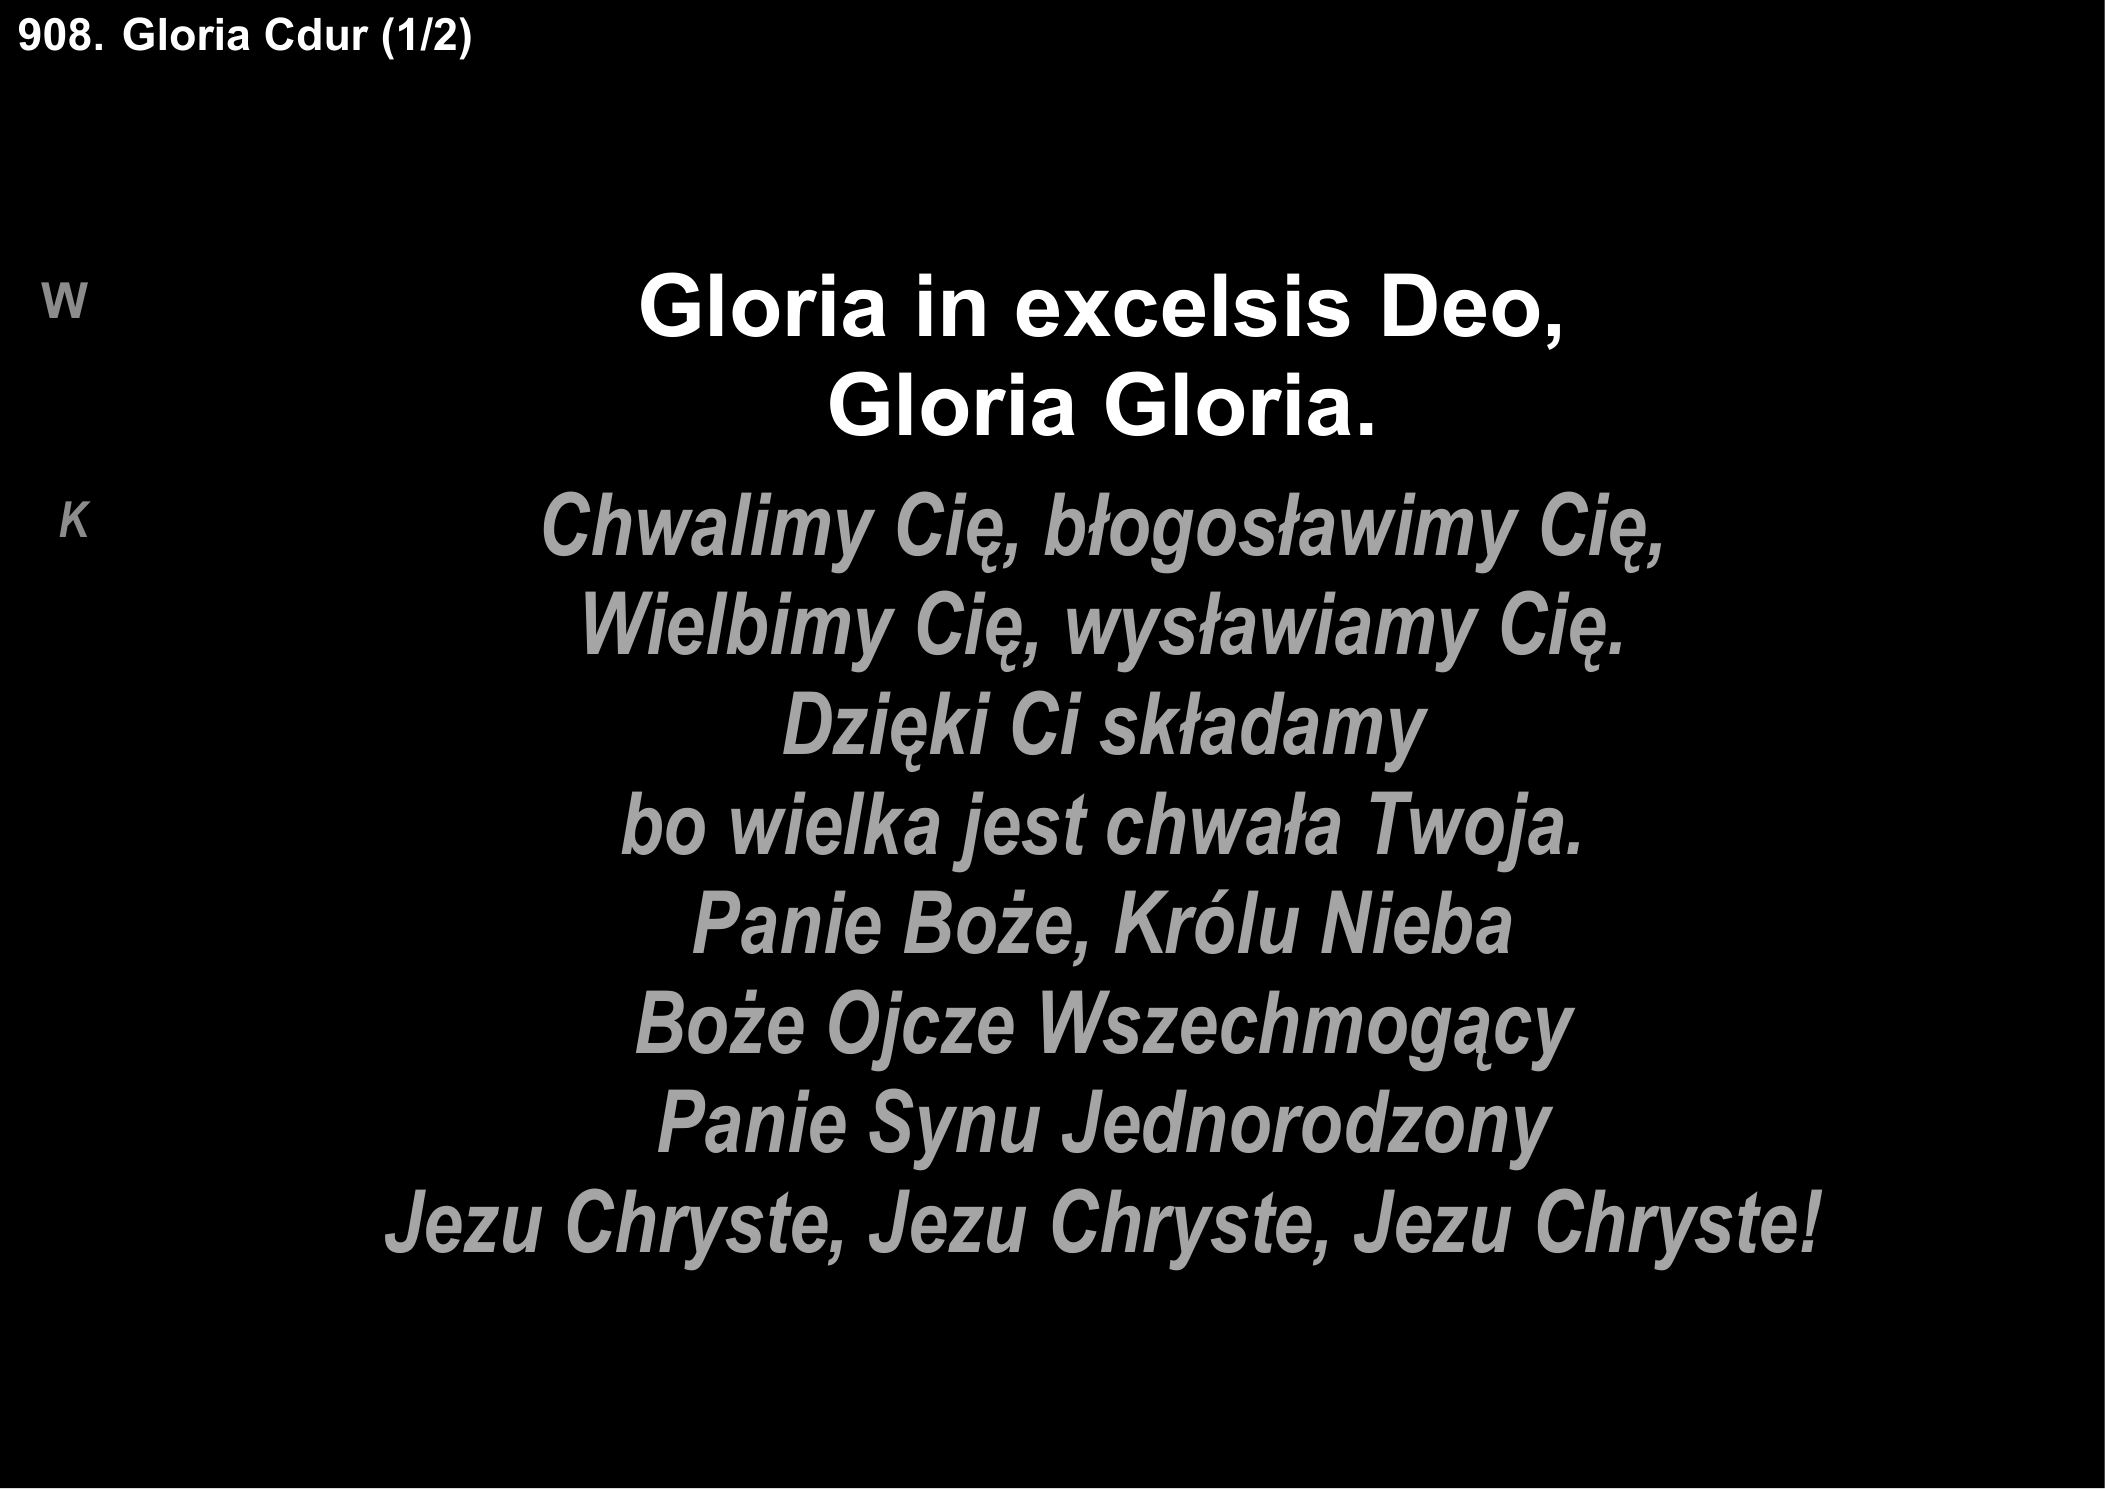 908. Gloria Cdur (1/2)
W Gloria in excelsis Deo,
Gloria Gloria.
K Chwalimy Cię, błogosławimy Cię,
Wielbimy Cię, wysławiamy Cię.
Dzięki Ci składamy
bo wielka jest chwała Twoja.
Panie Boże, Królu Nieba
Boże Ojcze Wszechmogący
Panie Synu Jednorodzony
Jezu Chryste, Jezu Chryste, Jezu Chryste!